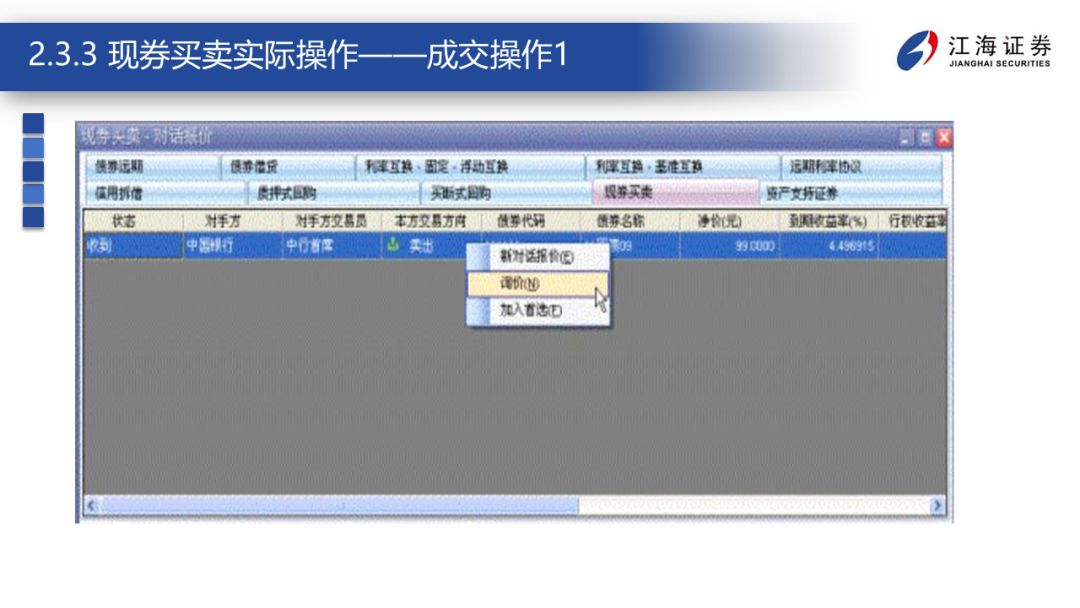 2.3.3 现券买卖实际操作——成交操作1
江海证券
JIANGHAI SECURITIES
现券买卖 - 对话报价
债券远期 债券借贷 利率互换 - 固定 - 浮动互换 利率互换 - 基准互换 远期利率协议
信用拆借 质押式回购 买断式回购 现券买卖 资产支持证券
状态 对手方 对手方交易员 本方交易方向 债券代码 债券名称 净价(元) 到期收益率(%) 行权收益率
收到 中国银行 中行首席 卖出 09 99.0000 4.496915
新对话报价(E)
询价(N)
加入首选(F)